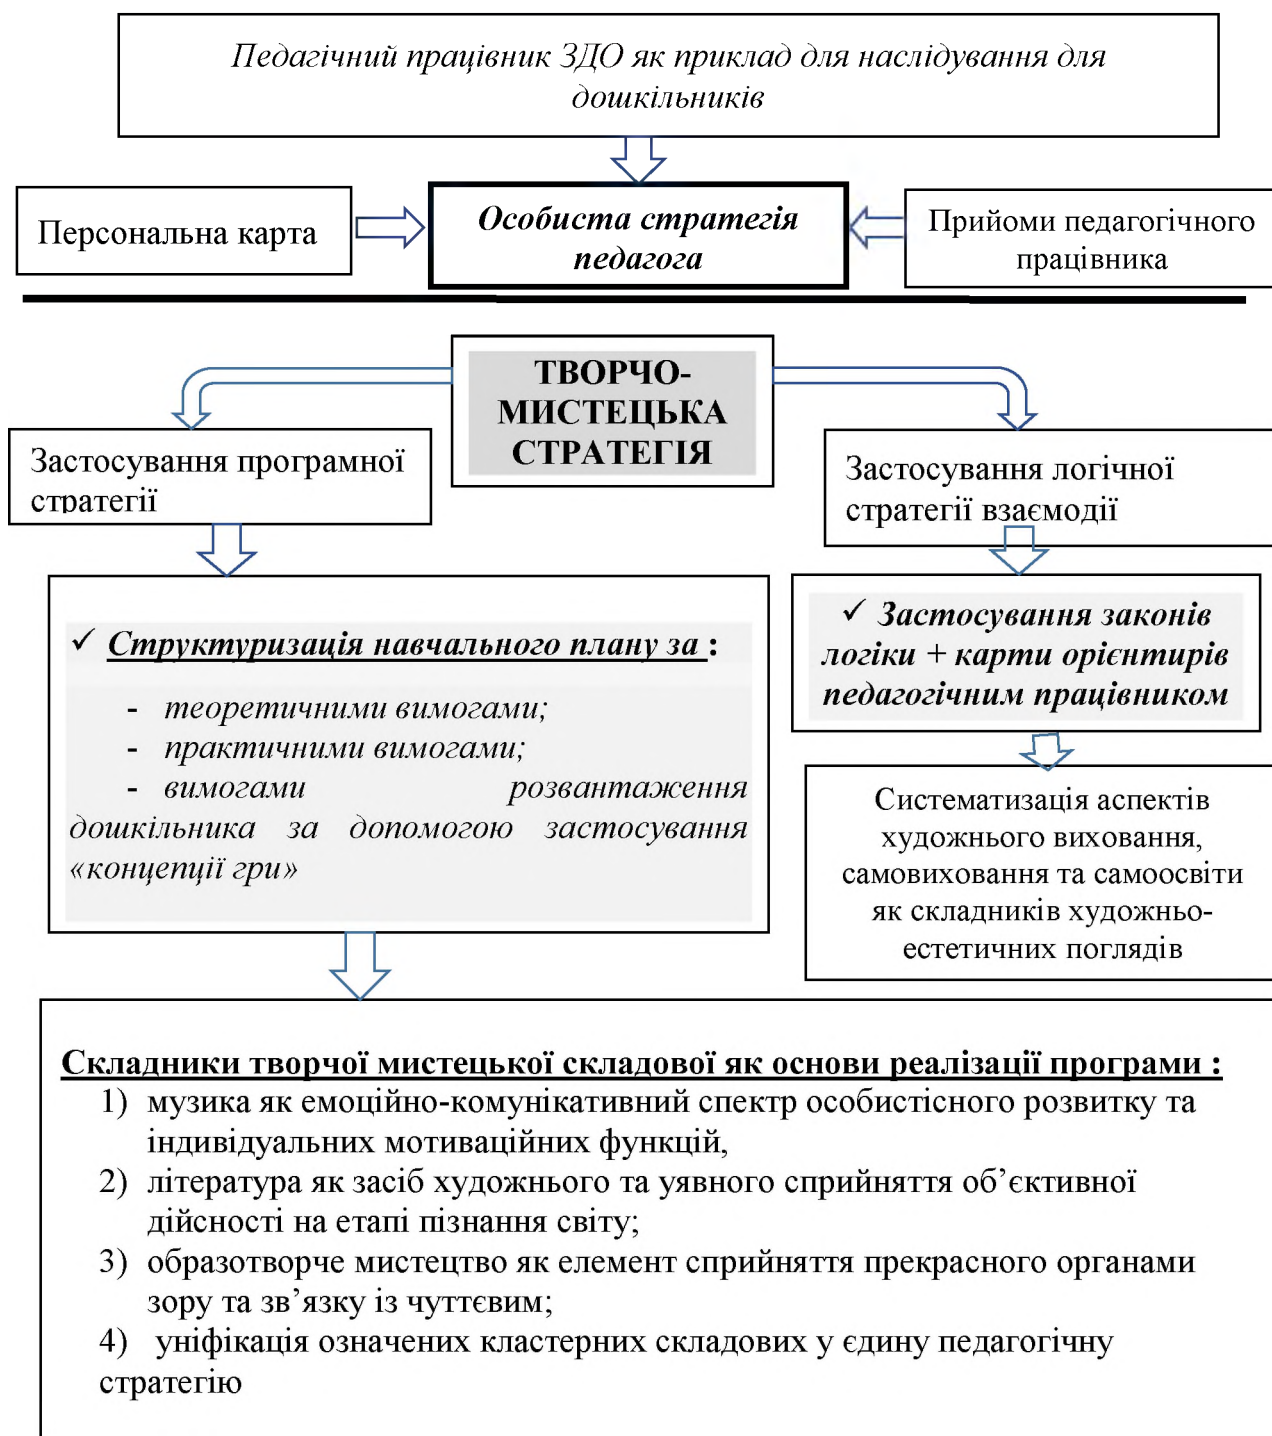 Педагічний працівник ЗДО як приклад для наслідування для
дошкільників
Персональна карта
Особиста стратегія
педагога
Прийоми педагогічного
працівника
ТВОРЧО-
МИСТЕЦЬКА
СТРАТЕГІЯ
Застосування програмної
стратегії
Застосування логічної
стратегії взаємодії
✓ Структуризація навчального плану за :
- теоретичними вимогами;
- практичними вимогами;
- вимогами розвантаження
дошкільника за допомогою застосування
«концепції гри»
✓ Застосування законів
логіки + карти орієнтирів
педагогічним працівником
Систематизація аспектів
художнього виховання,
самовиховання та самоосвіти
як складників художньо-
естетичних поглядів
Складники творчої мистецької складової як основи реалізації програми :
1) музика як емоційно-комунікативний спектр особистісного розвитку та
індивідуальних мотиваційних функцій,
2) література як засіб художнього та уявного сприйняття об’єктивної
дійсності на етапі пізнання світу;
3) образотворче мистецтво як елемент сприйняття прекрасного органами
зору та зв’язку із чуттєвим;
4) уніфікація означених кластерних складових у єдину педагогічну
стратегію